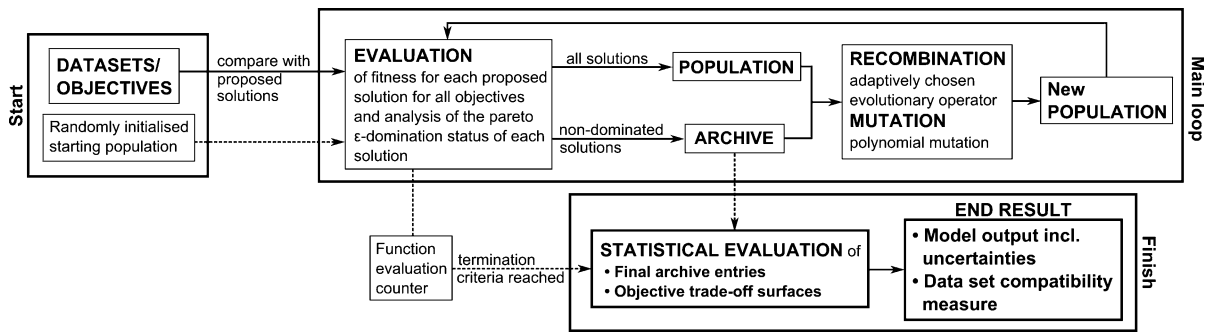 Start
DATASETS/
OBJECTIVES
Randomly initialised
starting population
compare with
proposed
solutions
Main loop
EVALUATION
of fitness for each proposed
solution for all objectives
and analysis of the pareto
ε-domination status of each
solution
all solutions
POPULATION
non-dominated
solutions
ARCHIVE
RECOMBINATION
adaptively chosen
evolutionary operator
MUTATION
polynomial mutation
New
POPULATION
Function
evaluation
counter
termination
criteria reached
Finish
STATISTICAL EVALUATION of
• Final archive entries
• Objective trade-off surfaces
END RESULT
• Model output incl.
uncertainties
• Data set compatibility
measure